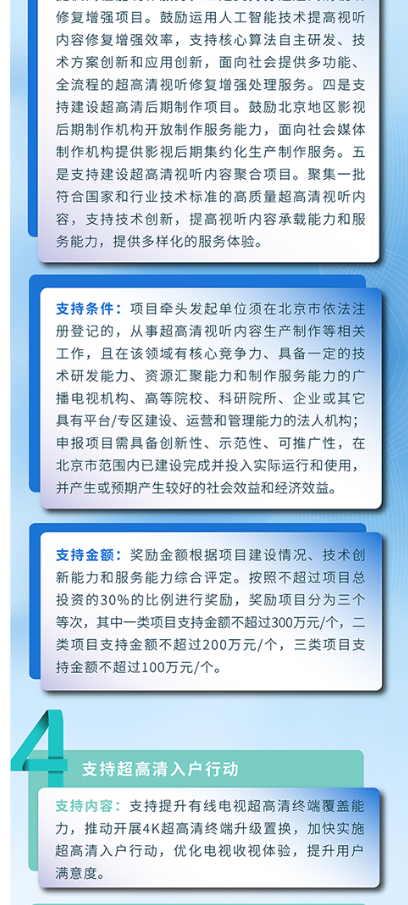 修复增强项目。鼓励运用人工智能技术提高视听
内容修复增强效率，支持核心算法自主研发、技
术方案创新和应用创新，面向社会提供多功能、
全流程的超高清视听修复增强处理服务。四是支
持建设超高清后期制作项目。鼓励北京地区影视
后期制作机构开放制作服务能力，面向社会媒体
制作机构提供影视后期集约化生产制作服务。五
是支持建设超高清视听内容聚合项目。聚集一批
符合国家和行业技术标准的高质量超高清视听内
容，支持技术创新，提高视听内容承载能力和服
务能力，提供多样化的服务体验。
支持条件：项目牵头发起单位须在北京市依法注
册登记的，从事超高清视听内容生产制作等相关
工作，且在该领域有核心竞争力、具备一定的技
术研发能力、资源汇聚能力和制作服务能力的广
播电视机构、高等院校、科研院所、企业或其它
具有平台/专区建设、运营和管理能力的法人机构；
申报项目需具备创新性、示范性、可推广性，在
北京市范围内已建设完成并投入实际运行和使用，
并产生或预期产生较好的社会效益和经济效益。
支持金额：奖励金额根据项目建设情况、技术创
新能力和服务能力综合评定。按照不超过项目总
投资的30%的比例进行奖励，奖励项目分为三个
等次，其中一类项目支持金额不超过300万元/个，二
类项目支持金额不超过200万元/个，三类项目支
持金额不超过100万元/个。
4
支持超高清入户行动
支持内容：支持提升有线电视超高清终端覆盖能
力，推动开展4K超高清终端升级置换，加快实施
超高清入户行动，优化电视收视体验，提升用户
满意度。